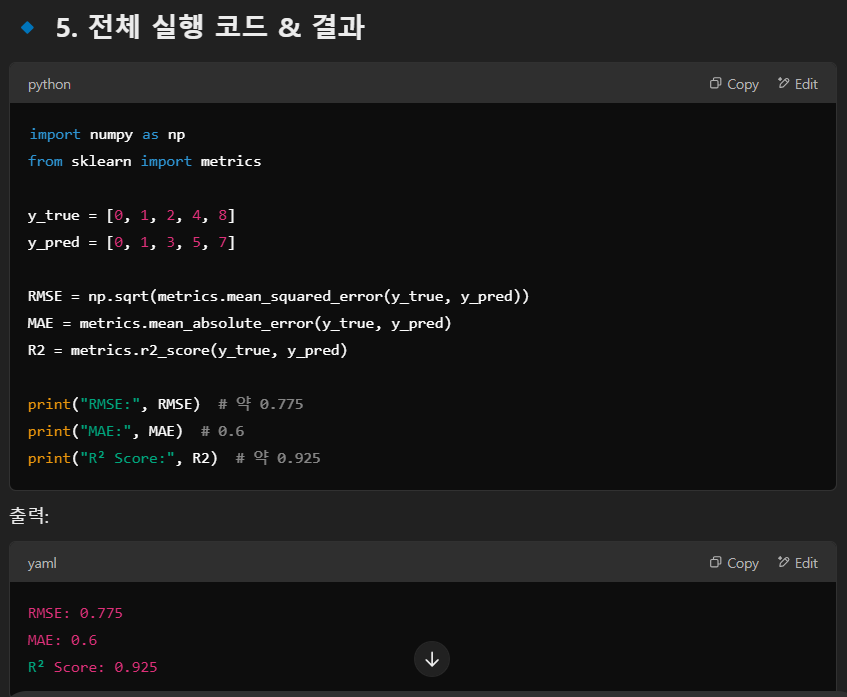 5. 전체 실행 코드 & 결과
python
Copy
Edit
import numpy as np
from sklearn import metrics
y_true = [0, 1, 2, 4, 8]
y_pred = [0, 1, 3, 5, 7]
RMSE = np.sqrt(metrics.mean_squared_error(y_true, y_pred))
MAE = metrics.mean_absolute_error(y_true, y_pred)
R2 = metrics.r2_score(y_true, y_pred)
print("RMSE:", RMSE)  # 약 0.775
print("MAE:", MAE)  # 0.6
print("R² Score:", R2)  # 약 0.925
출력:
yaml
Copy
Edit
RMSE: 0.775
MAE: 0.6
R² Score: 0.925